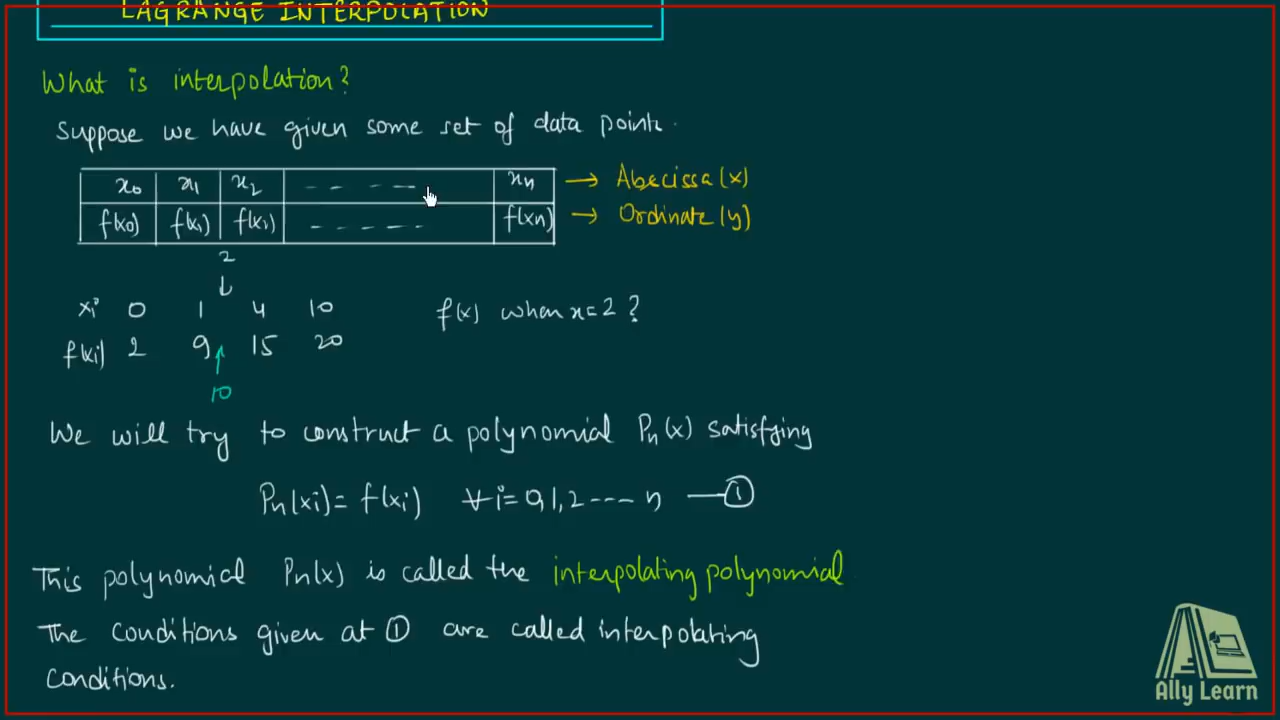 LAGRANGE INTERPOLATION
What is interpolation?
Suppose we have given some set of data points.
x₀ x₁ x₂ -- -- -- xₙ → Abscissa (x)
f(x₀) f(x₁) f(x₁) ------ f(xn) → Ordinate (y)
2
↓
xi 0 1 4 10 f(x) when x=2 ?
f(xi) 2 9 ↑ 15 20
10
We will try to construct a polynomial Pn(x) satisfying
Pn(xi) = f(xi) ∀ i=0,1,2 ---- n —①
This polynomial Pn(x) is called the interpolating polynomial
The conditions given at ① are called interpolating
conditions.
Ally Learn